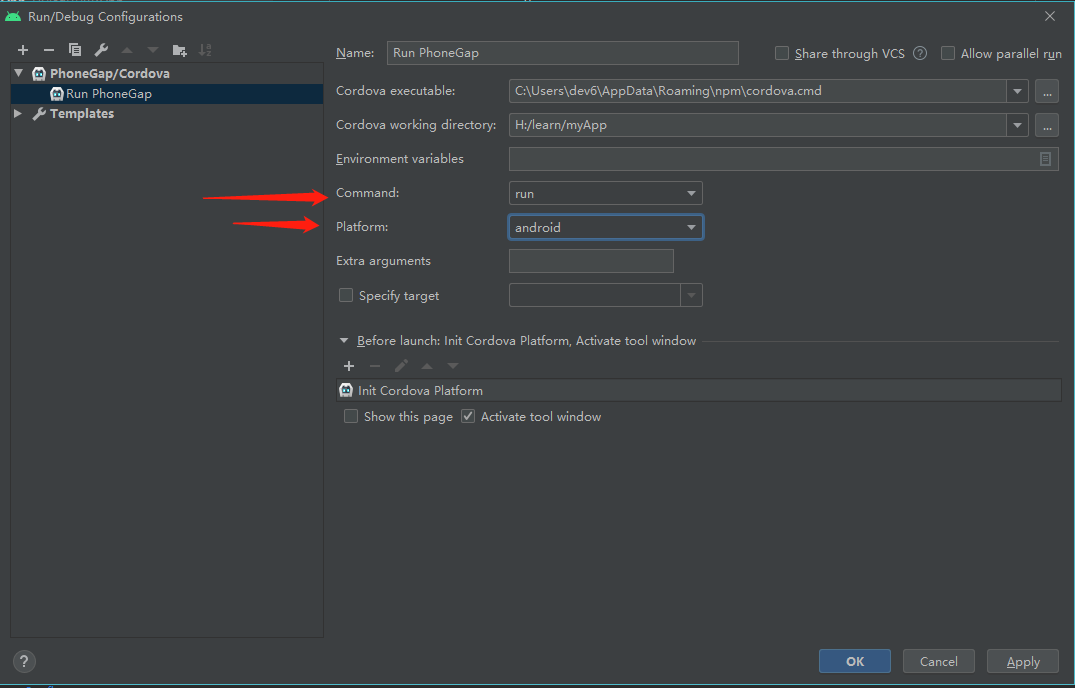 Run/Debug Configurations
PhoneGap/Cordova
Run PhoneGap
Templates
Name: Run PhoneGap Share through VCS ? Allow parallel run
Cordova executable: C:\Users\dev6\AppData\Roaming\npm\cordova.cmd ...
Cordova working directory: H:/learn/myApp ...
Environment variables
Command: run
Platform: android
Extra arguments
Specify target
Before launch: Init Cordova Platform, Activate tool window
Init Cordova Platform
Show this page Activate tool window
? OK Cancel Apply